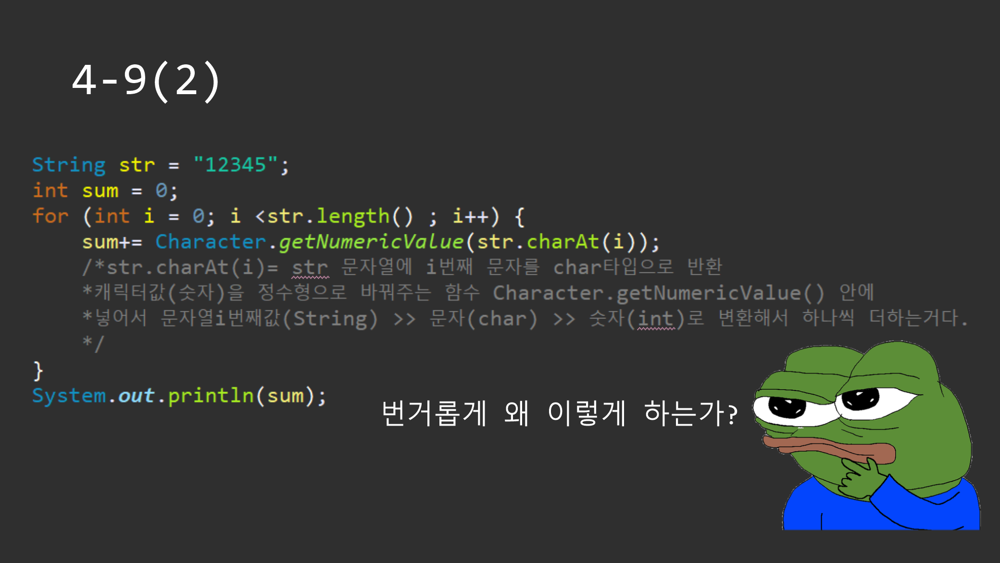 4-9(2)
String str = "12345";
int sum = 0;
for (int i = 0; i <str.length() ; i++) {
    sum+= Character.getNumericValue(str.charAt(i));
    /*str.charAt(i)= str 문자열에 i번째 문자를 char타입으로 반환
    *캐릭터값(숫자)을 정수형으로 바꿔주는 함수 Character.getNumericValue() 안에
    *넣어서 문자열i번째값(String) >> 문자(char) >> 숫자(int)로 변환해서 하나씩 더하는거다.
    */
}
System.out.println(sum);
번거롭게 왜 이렇게 하는가?